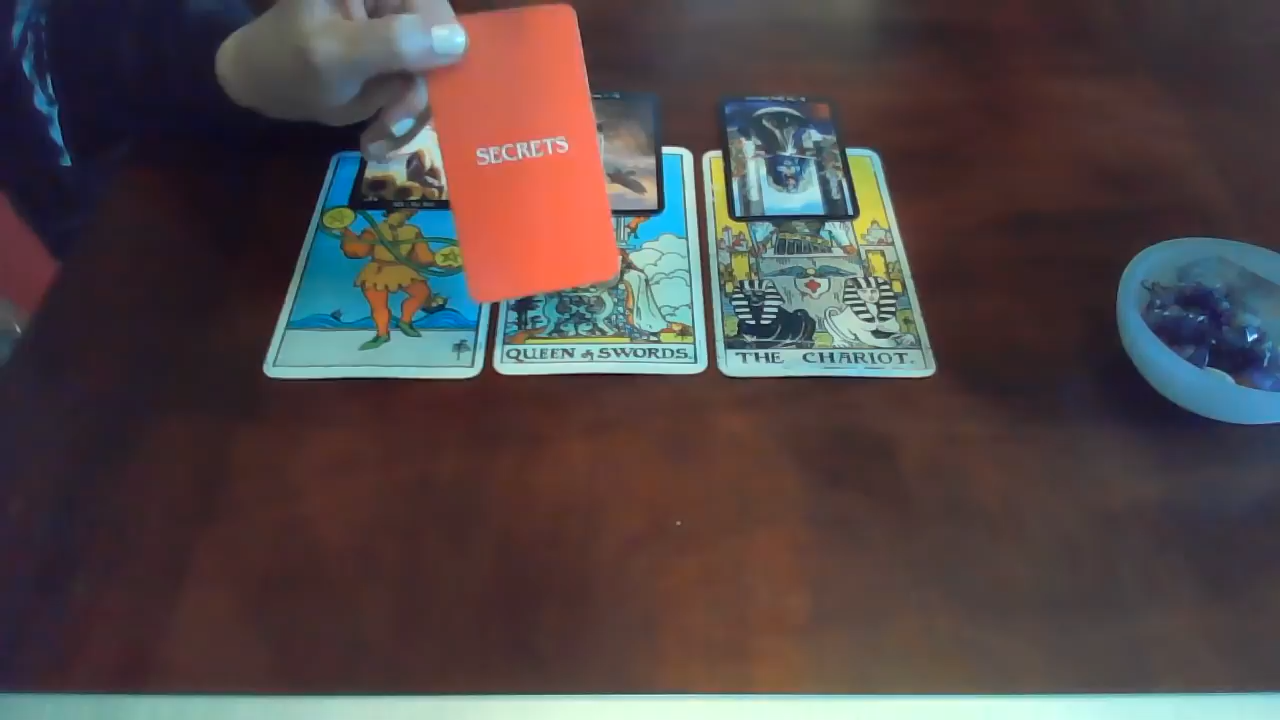 SECRETS
QUEEN of SWORDS.
THE CHARIOT.